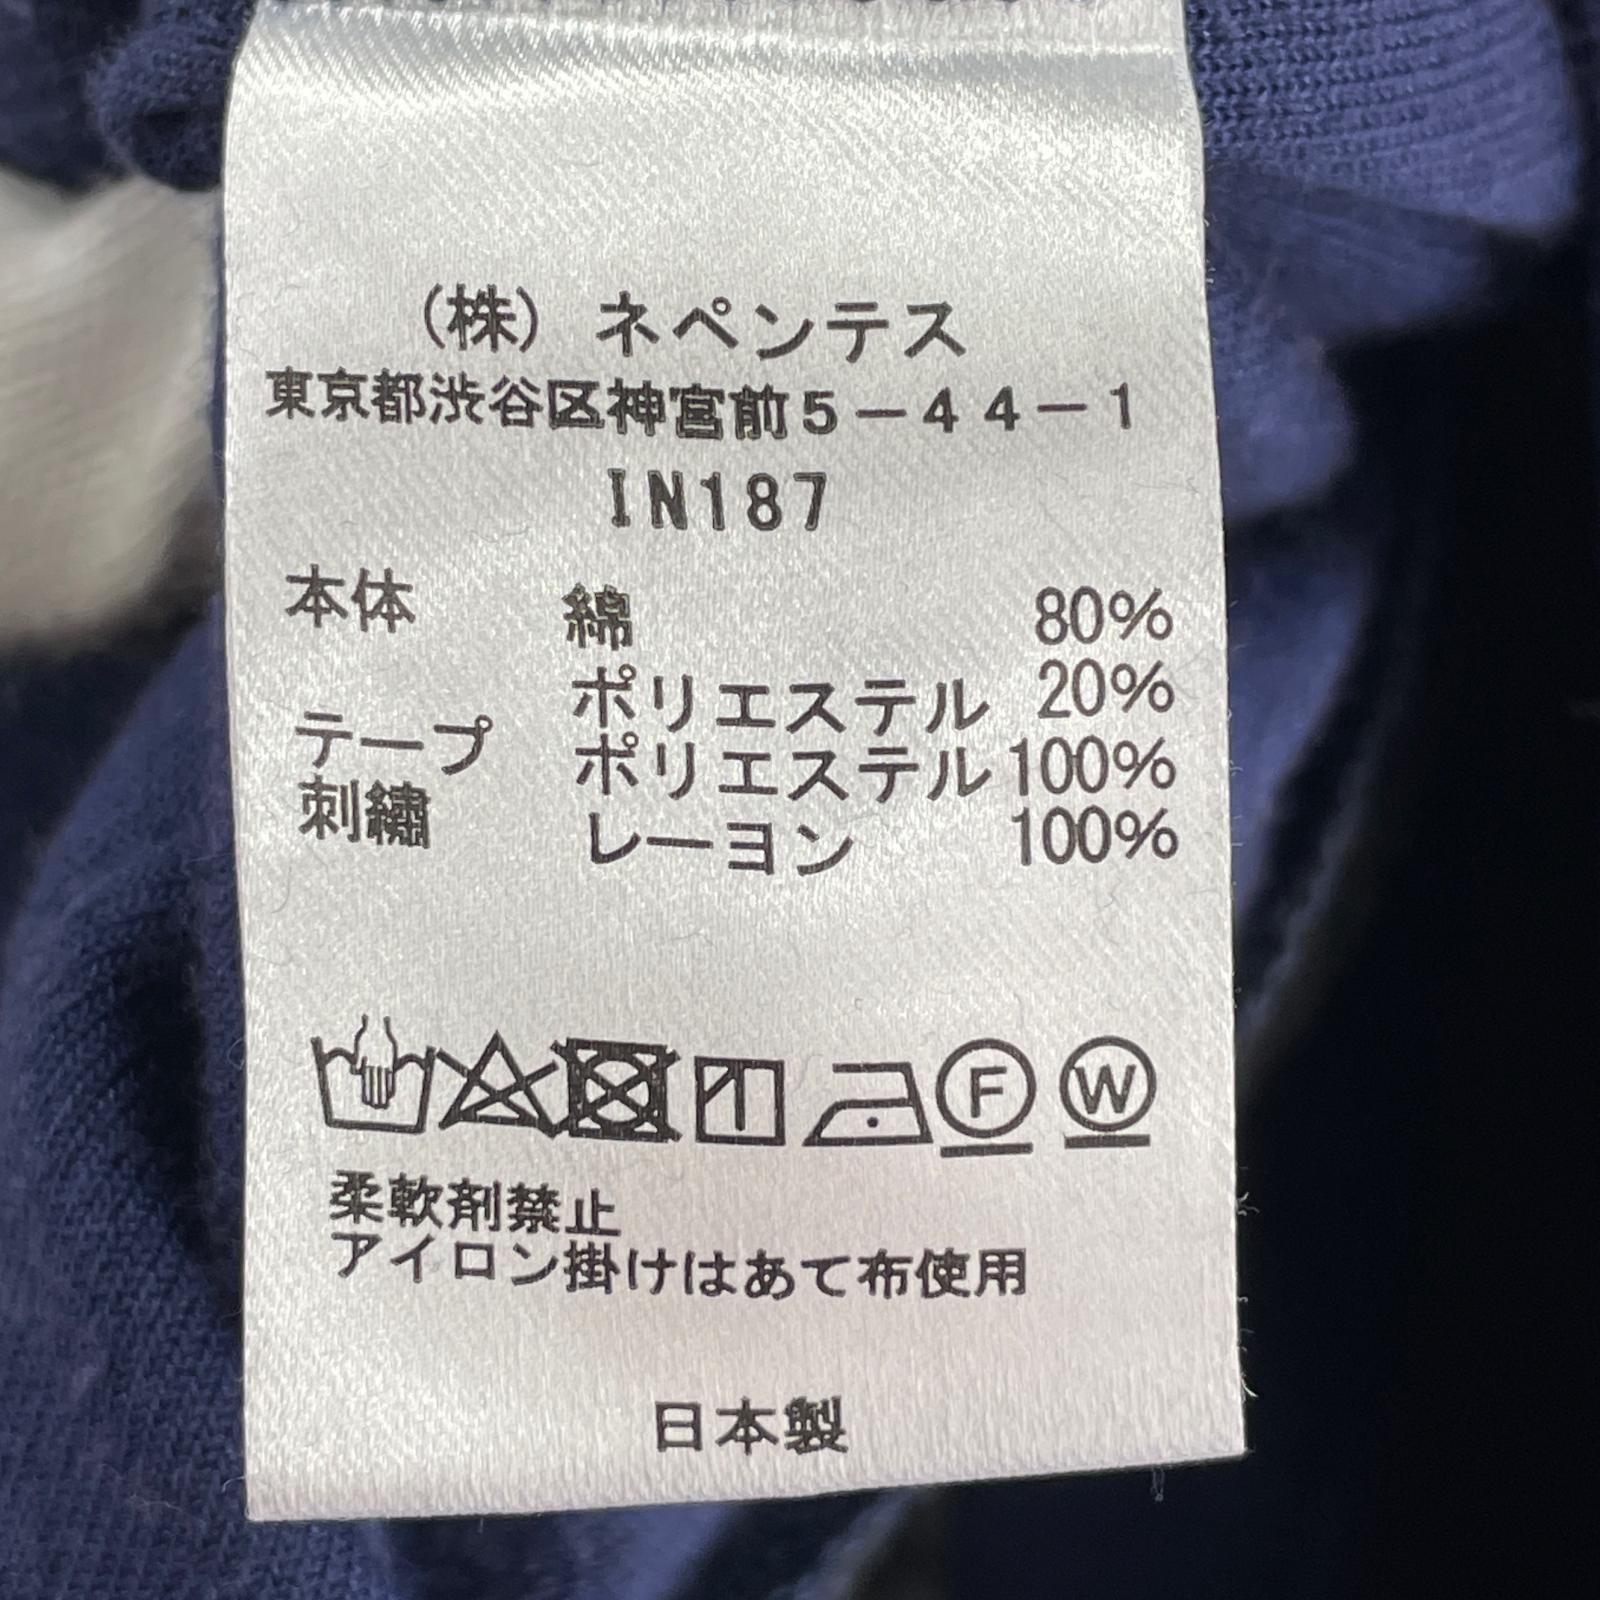 (株) ネペンテス
東京都渋谷区神宮前5-44-1
IN187
本体 綿 80%
ポリエステル 20%
テープ ポリエステル 100%
刺繍 レーヨン 100%
F W
柔軟剤禁止
アイロン掛けはあて布使用
日本製